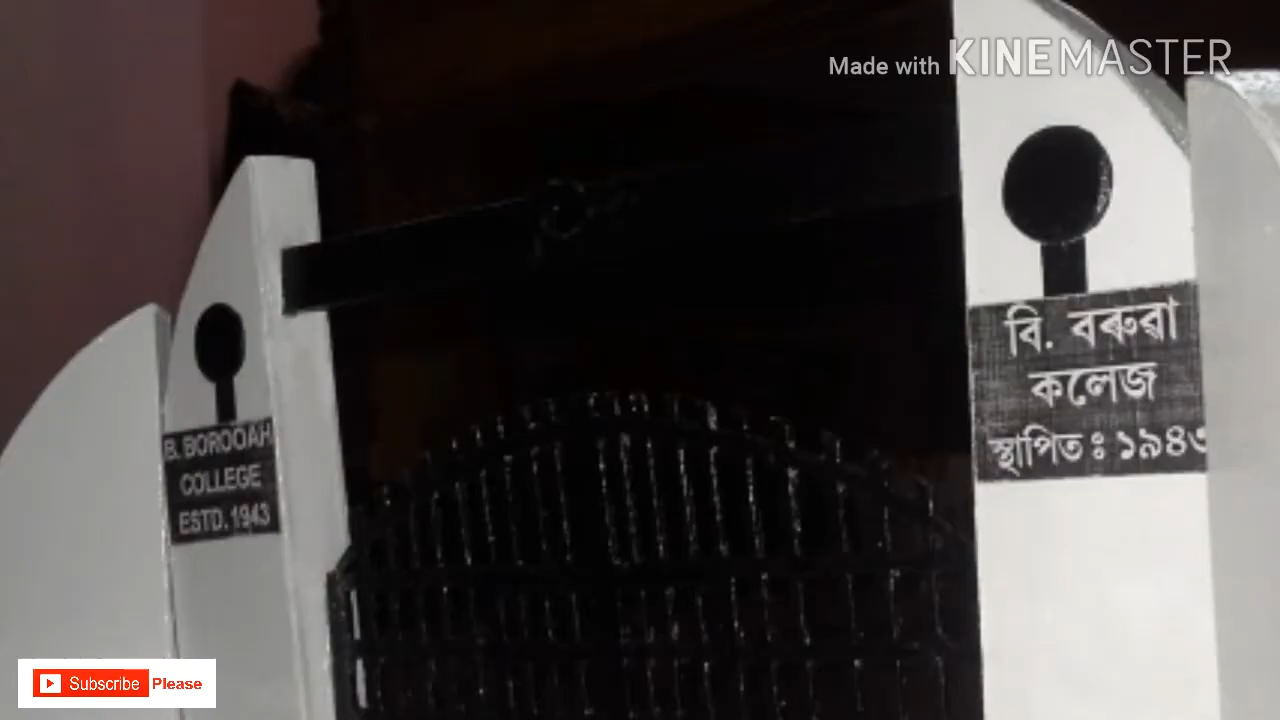 Made with KINEMASTER
B. BOROOAH
COLLEGE
ESTD. 1943
বি. বৰুৱা
কলেজ
স্থাপিত : ১৯৪৩
Subscribe Please